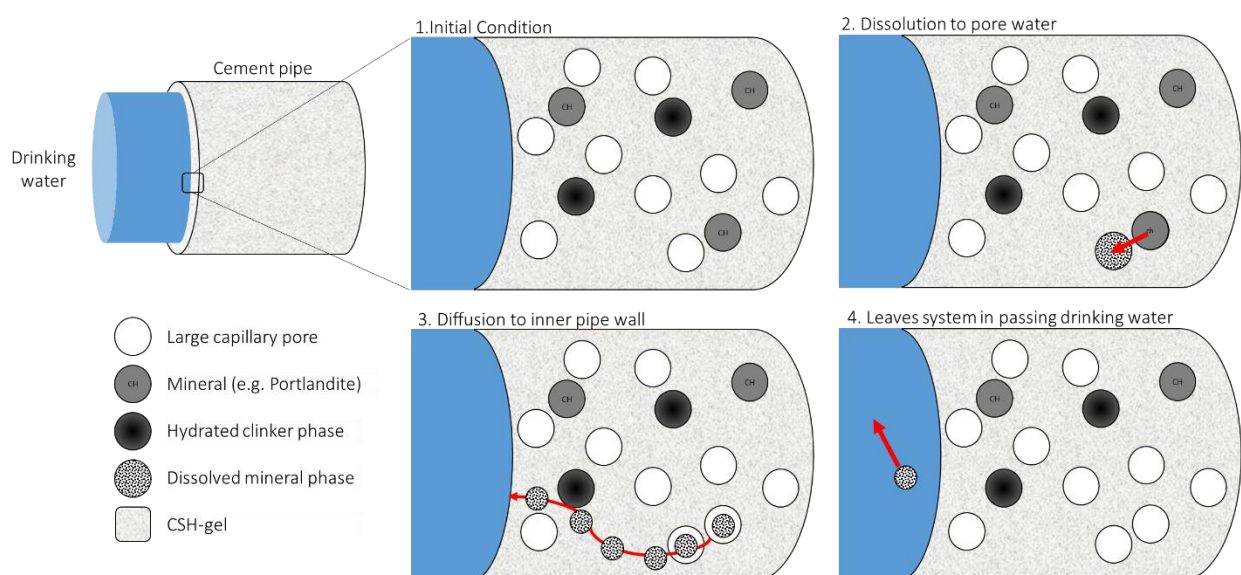 1.Initial Condition
2. Dissolution to pore water
Cement pipe
Drinking
water
CH
CH
CH
CH
CH
ch
3. Diffusion to inner pipe wall
4. Leaves system in passing drinking water
Large capillary pore
CH
Mineral (e.g. Portlandite)
Hydrated clinker phase
Dissolved mineral phase
CSH-gel
CH
CH
CH
CH